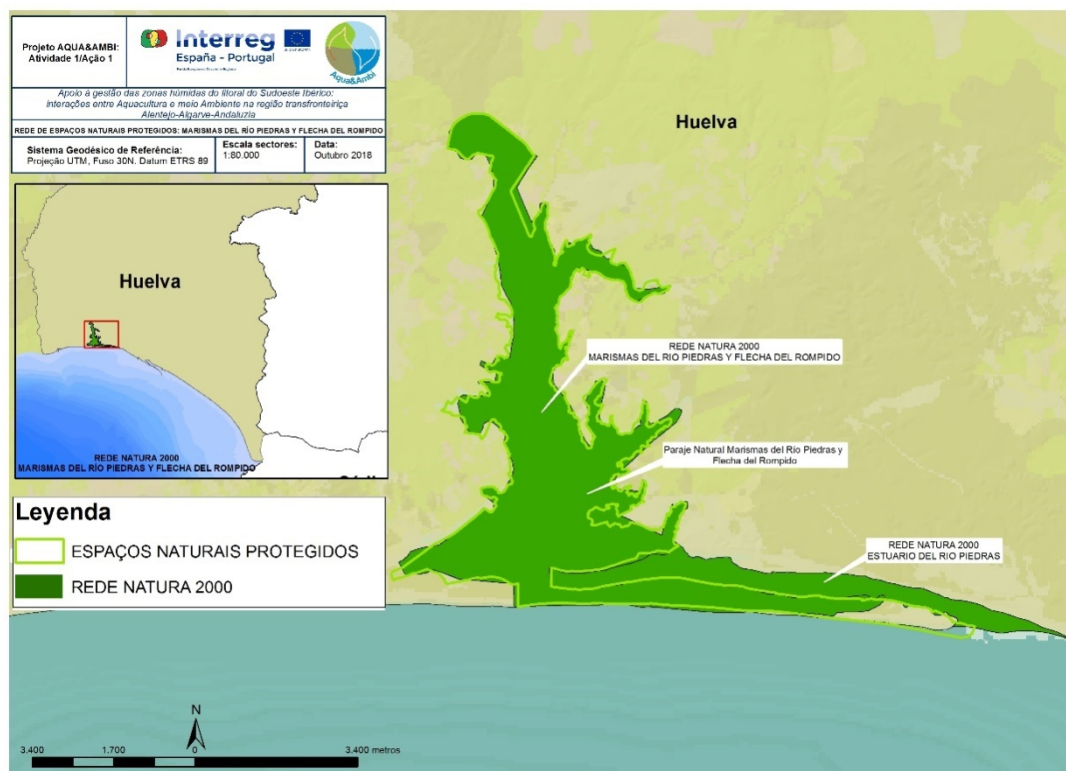 Projeto AQUA&AMBI:
Atividade 1/Ação 1
Interreg
España - Portugal
Aqua&Ambi
Apoio à gestão das zonas húmidas do litoral do Sudoeste Ibérico:
interações entre Aquacultura e meio Ambiente na região transfronteiriça
Alentejo-Algarve-Andaluzia
REDE DE ESPAÇOS NATURAIS PROTEGIDOS: MARISMAS DEL RÍO PIEDRAS Y FLECHA DEL ROMPIDO
Sistema Geodésico de Referência:
Projeção UTM, Fuso 30N. Datum ETRS 89
Escala sectores:
1:80.000
Data:
Outubro 2018
Huelva
REDE NATURA 2000
MARISMAS DEL RÍO PIEDRAS Y FLECHA DEL ROMPIDO
Leyenda
ESPAÇOS NATURAIS PROTEGIDOS
REDE NATURA 2000
Huelva
REDE NATURA 2000
MARISMAS DEL RIO PIEDRAS Y FLECHA DEL ROMPIDO
Paraje Natural Marismas del Río Piedras y
Flecha del Rompido
REDE NATURA 2000
ESTUARIO DEL RIO PIEDRAS
N
3.400 1.700 0 3.400 metros